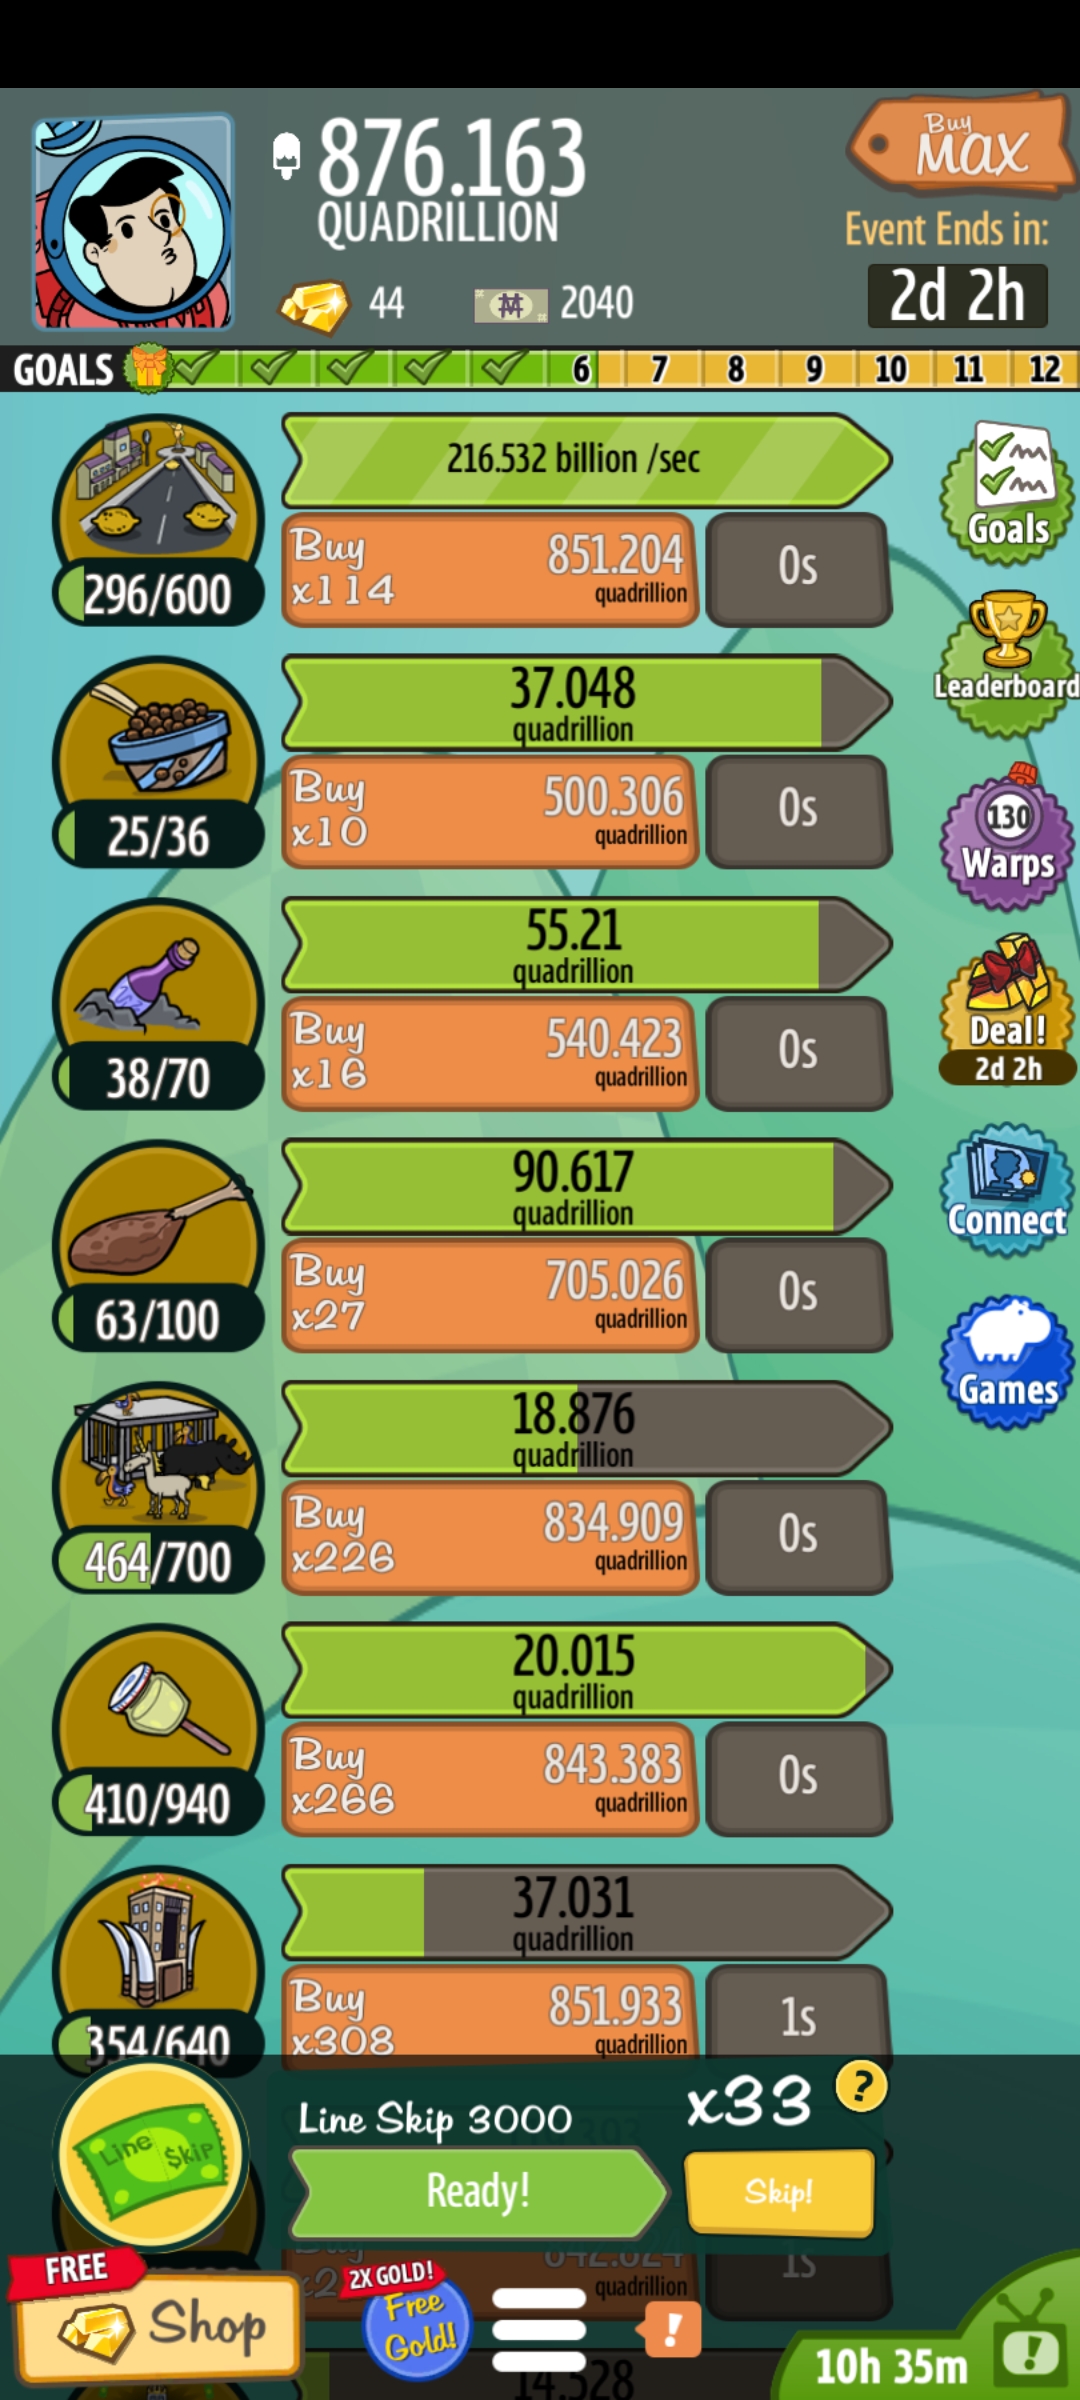 876.163
QUADRILLION
Buy
MAX
Event Ends in:
2d 2h
44
2040
GOALS
6 7 8 9 10 11 12
216.532 billion /sec
Buy
x114
851.204
quadrillion
0s
296/600
Goals
37.048
quadrillion
Buy
x10
500.306
quadrillion
0s
25/36
Leaderboard
55.21
quadrillion
Buy
x16
540.423
quadrillion
0s
38/70
130
Warps
90.617
quadrillion
Buy
x27
705.026
quadrillion
0s
63/100
Deal!
2d 2h
Connect
18.876
quadrillion
Buy
x226
834.909
quadrillion
0s
464/700
Games
20.015
quadrillion
Buy
x266
843.383
quadrillion
0s
410/940
37.031
quadrillion
Buy
x308
851.933
quadrillion
1s
354/640
Line Skip
Line Skip 3000
x33
?
Ready!
Skip!
quadrillion
1s
FREE
Shop
2X GOLD!
Free
Gold!
!
14.528
10h 35m
!